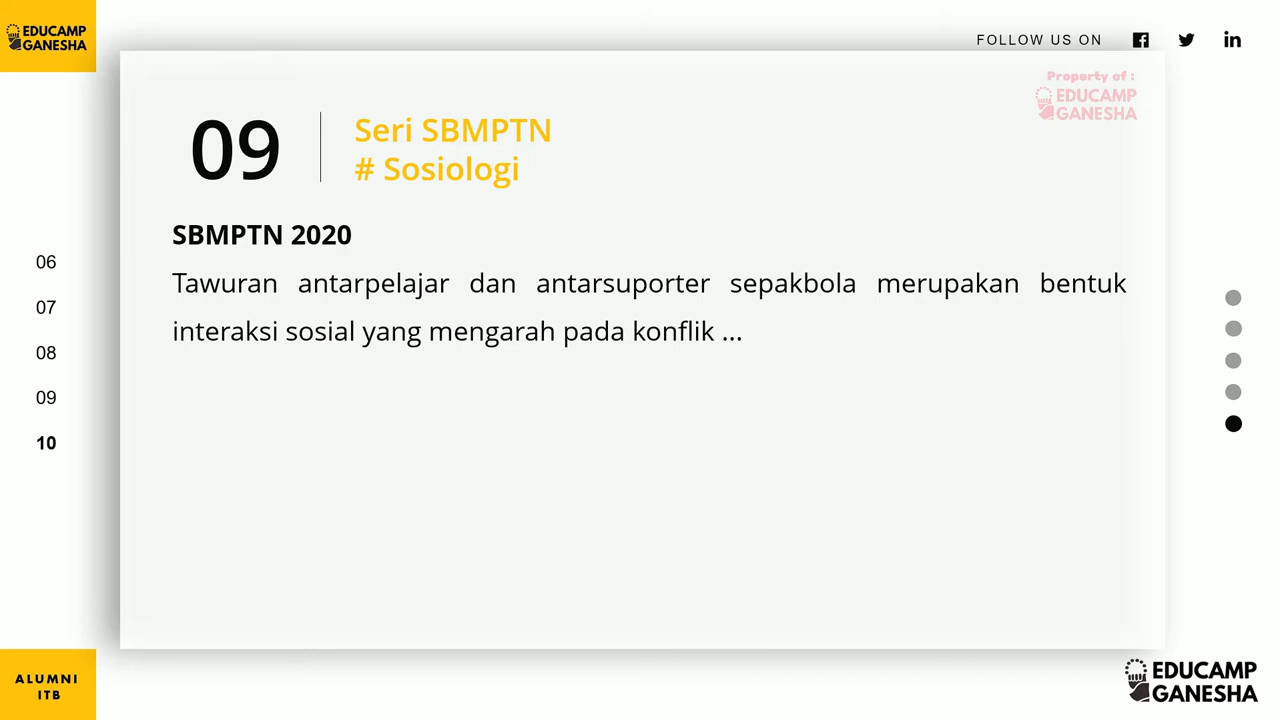 EDUCAMP
GANESHA
FOLLOW US ON
Property of :
EDUCAMP
GANESHA
09
Seri SBMPTN
# Sosiologi
SBMPTN 2020
Tawuran antarpelajar dan antarsuporter sepakbola merupakan bentuk
interaksi sosial yang mengarah pada konflik ...
06
07
08
09
10
ALUMNI
ITB
EDUCAMP
GANESHA